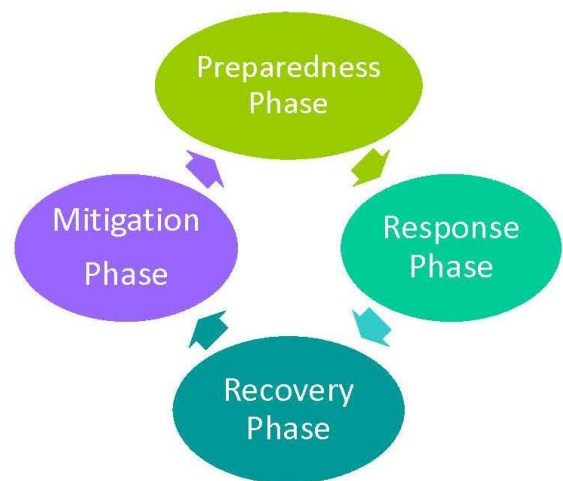 Preparedness
Phase
Response
Phase
Recovery
Phase
Mitigation
Phase